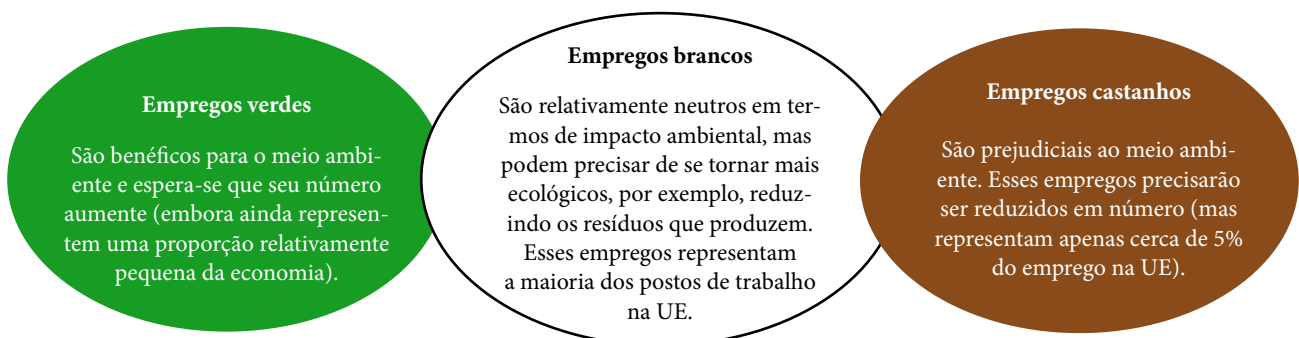 Empregos verdes
São benéficos para o meio ambi-
ente e espera-se que seu número
aumente (embora ainda represen-
tem uma proporção relativamente
pequena da economia).
Empregos brancos
São relativamente neutros em ter-
mos de impacto ambiental, mas
podem precisar de se tornar mais
ecológicos, por exemplo, reduz-
indo os resíduos que produzem.
Esses empregos representam
a maioria dos postos de trabalho
na UE.
Empregos castanhos
São prejudiciais ao meio ambi-
ente. Esses empregos precisarão
ser reduzidos em número (mas
representam apenas cerca de 5%
do emprego na UE).